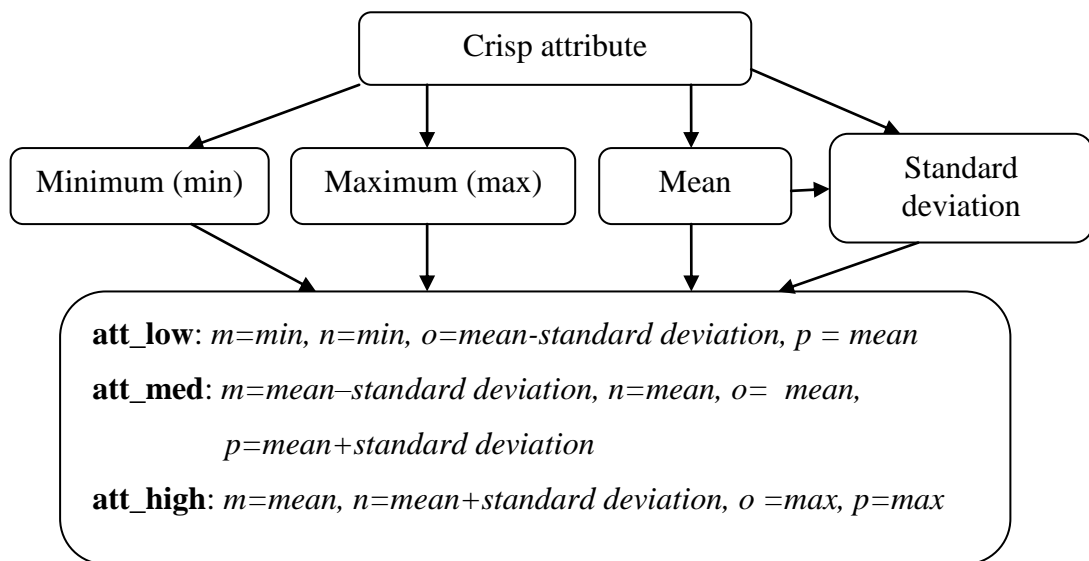 Crisp attribute
Minimum (min)
Maximum (max)
Mean
Standard
deviation
att_low: m=min, n=min, o=mean-standard deviation, p = mean
att_med: m=mean–standard deviation, n=mean, o= mean,
p=mean+standard deviation
att_high: m=mean, n=mean+standard deviation, o =max, p=max